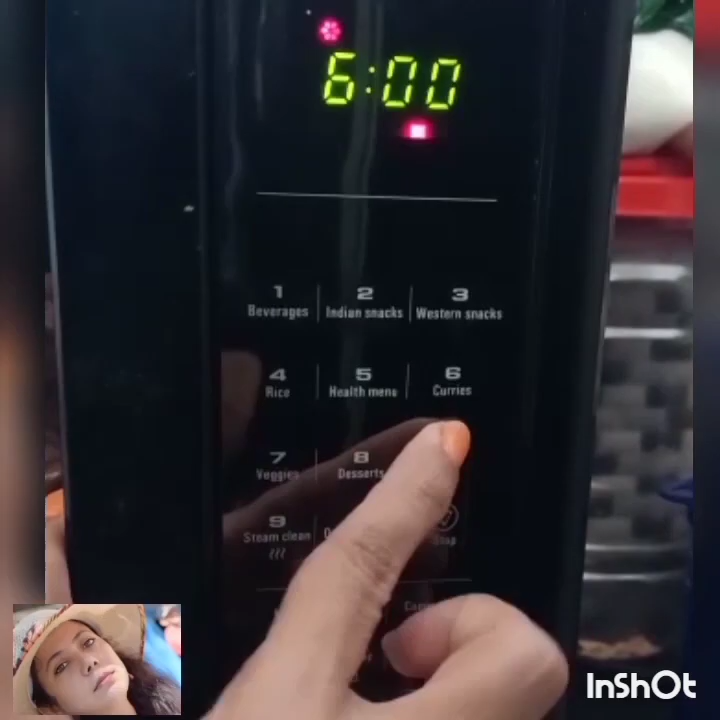 6:00
1 2 3
Beverages Indian snacks Western snacks
4 5 6
Rice Health menu Curries
7 8
Veggies Desserts
9
Steam clean
Stop
InShOt